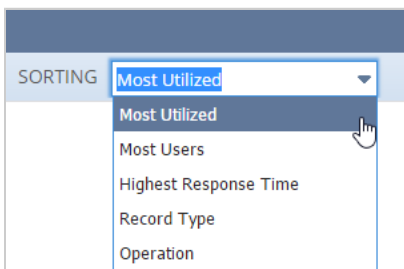 SORTING Most Utilized
Most Utilized
Most Users
Highest Response Time
Record Type
Operation